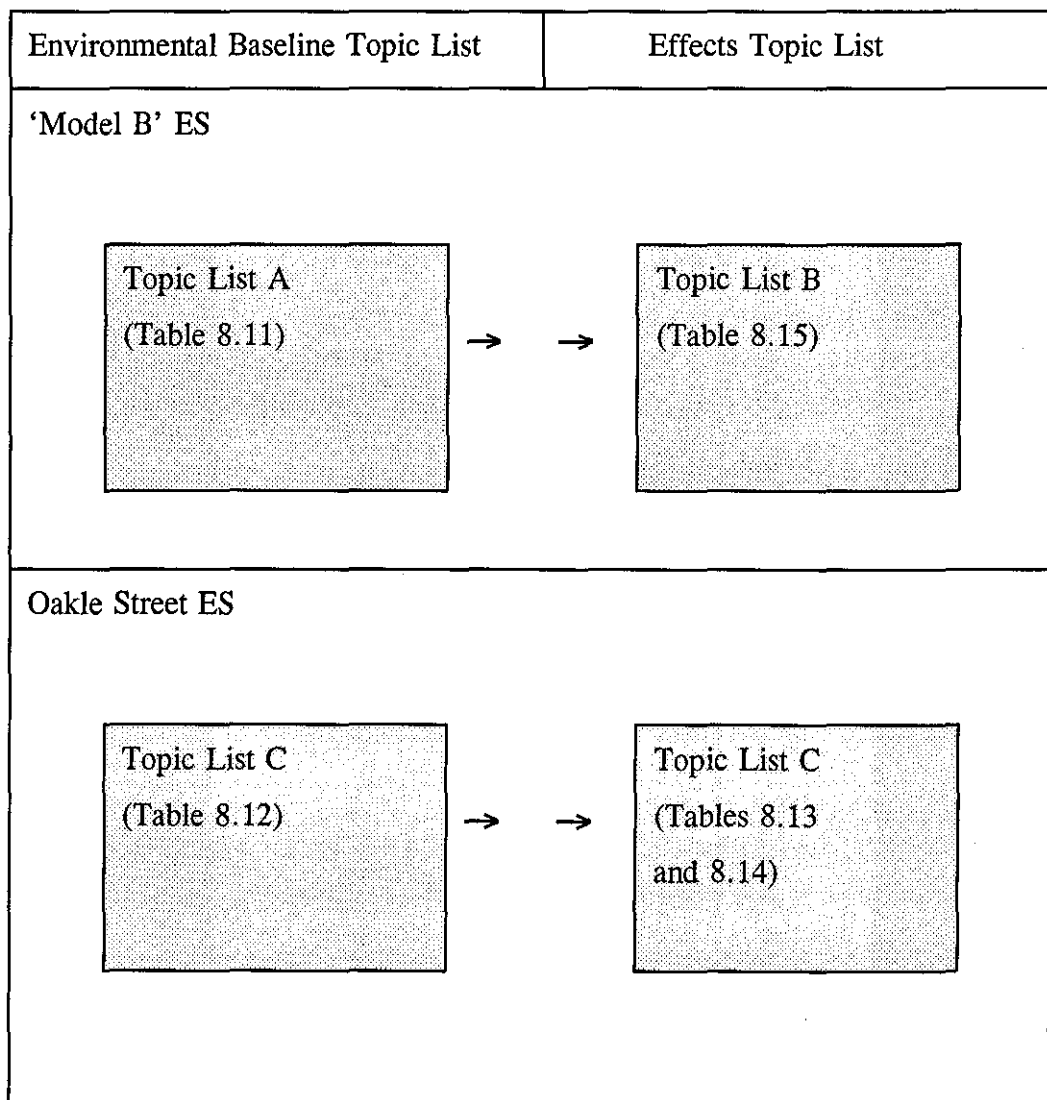 Environmental Baseline Topic List
Effects Topic List
‘Model B’ ES
Topic List A
(Table 8.11)
→ →
Topic List B
(Table 8.15)
Oakle Street ES
Topic List C
(Table 8.12)
→ →
Topic List C
(Tables 8.13
and 8.14)